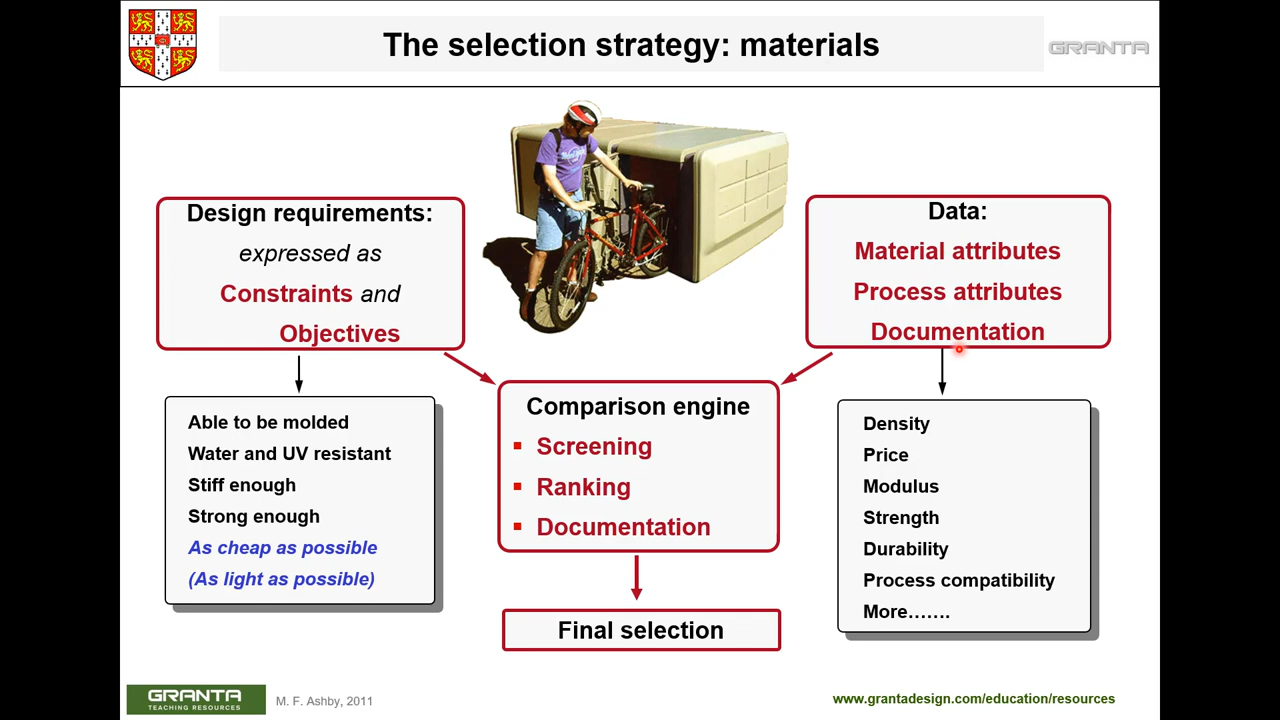 The selection strategy: materials
GRANTA
Design requirements:
expressed as
Constraints and
Objectives
Data:
Material attributes
Process attributes
Documentation
Able to be molded
Water and UV resistant
Stiff enough
Strong enough
As cheap as possible
(As light as possible)
Comparison engine
▪ Screening
▪ Ranking
▪ Documentation
Density
Price
Modulus
Strength
Durability
Process compatibility
More…….
Final selection
GRANTA
TEACHING RESOURCES
M. F. Ashby, 2011
www.grantadesign.com/education/resources